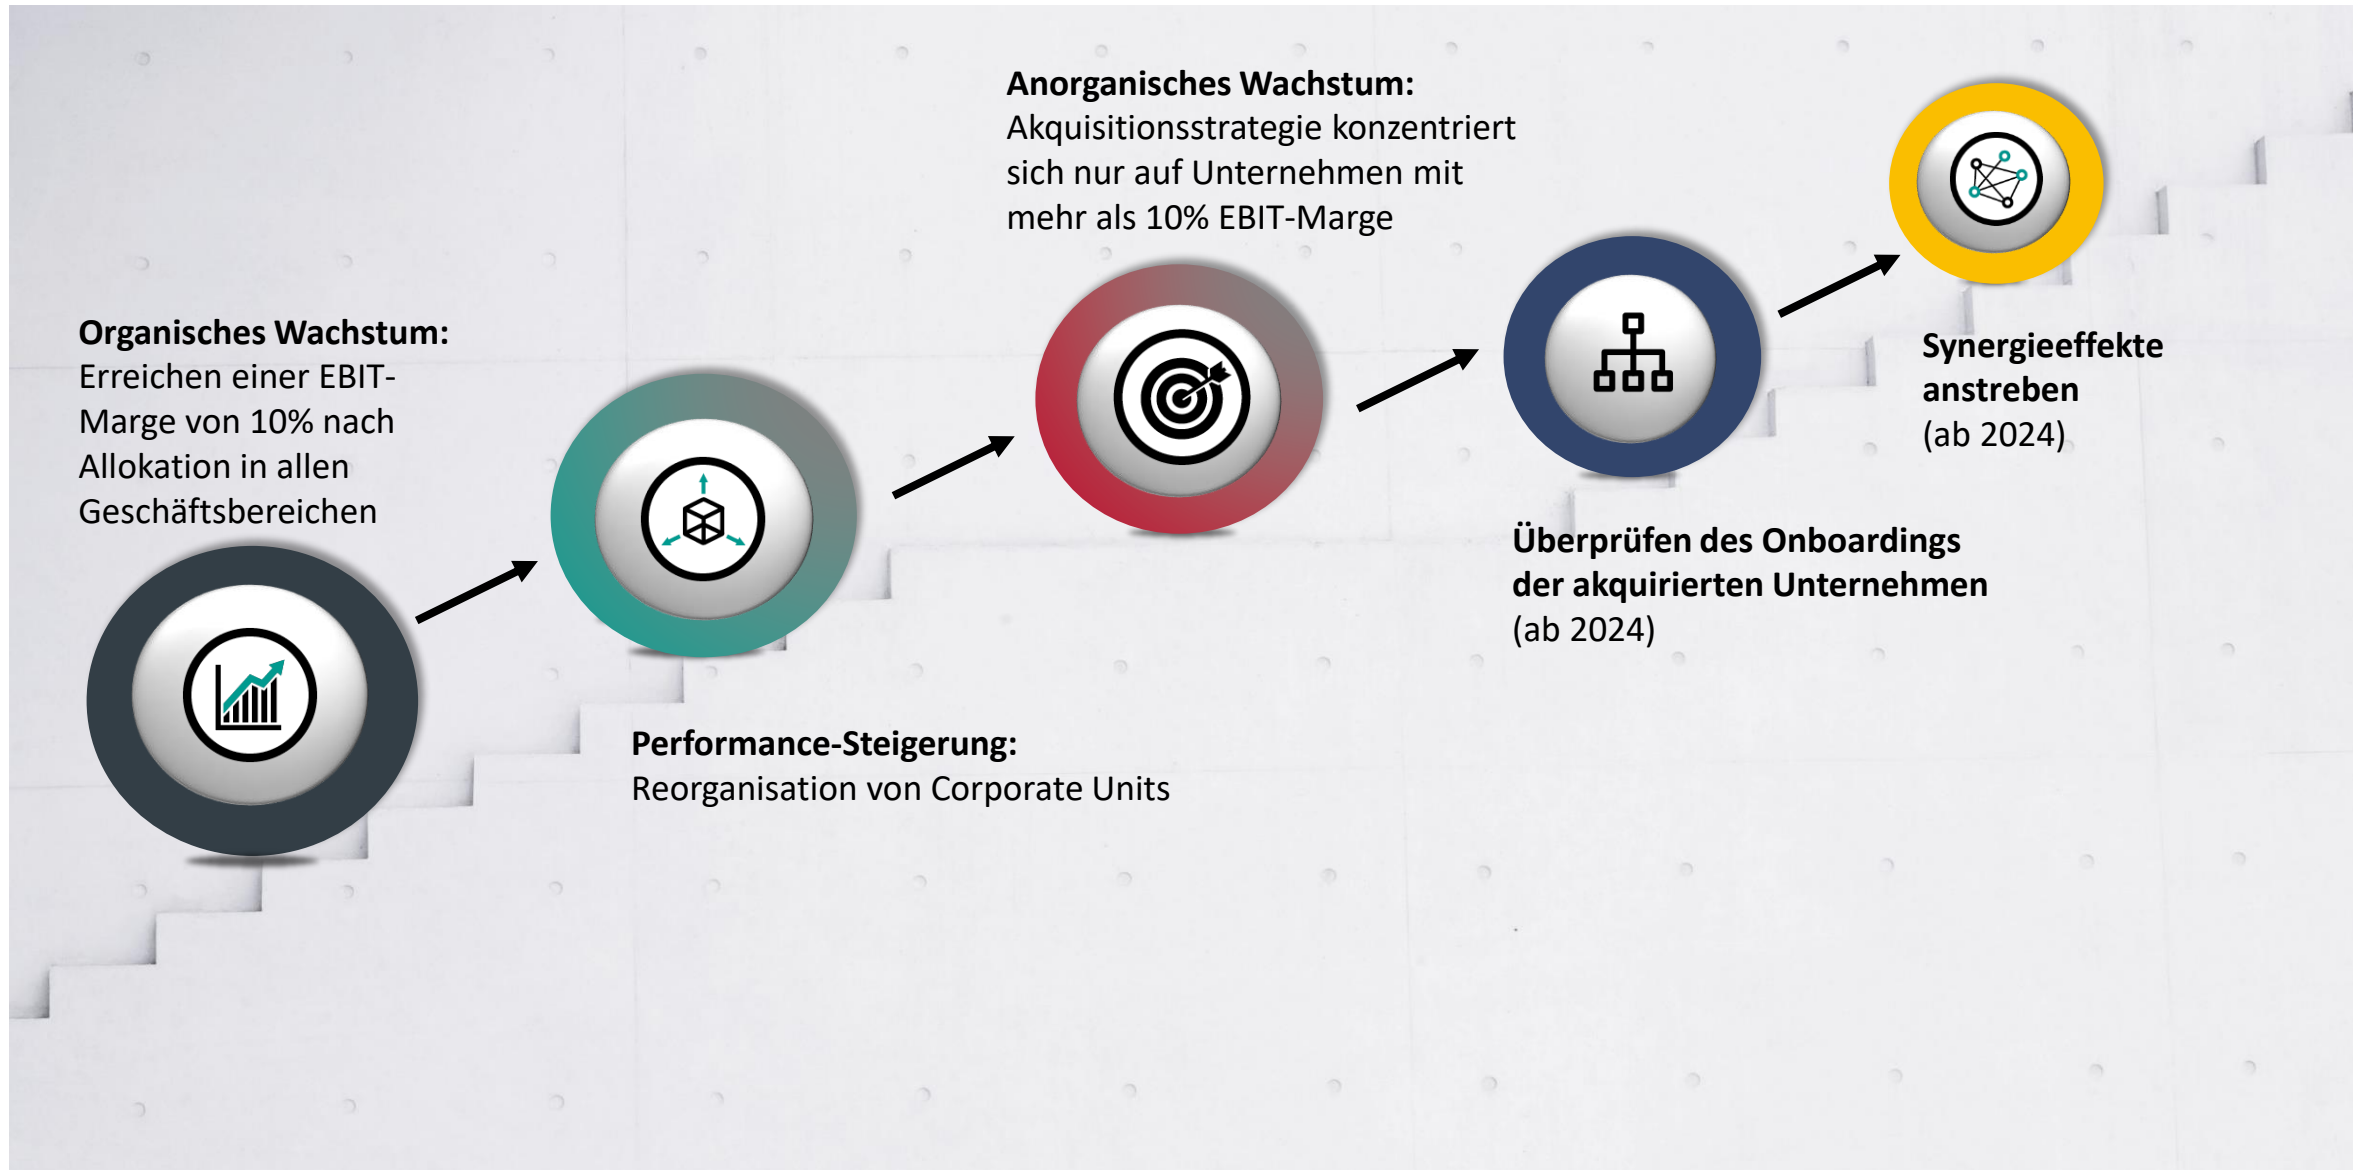 Organisches Wachstum:
Erreichen einer EBIT-
Marge von 10% nach
Allokation in allen
Geschäftsbereichen
Performance-Steigerung:
Reorganisation von Corporate Units
Anorganisches Wachstum:
Akquisitionsstrategie konzentriert
sich nur auf Unternehmen mit
mehr als 10% EBIT-Marge
Überprüfen des Onboardings
der akquirierten Unternehmen
(ab 2024)
Synergieeffekte
anstreben
(ab 2024)